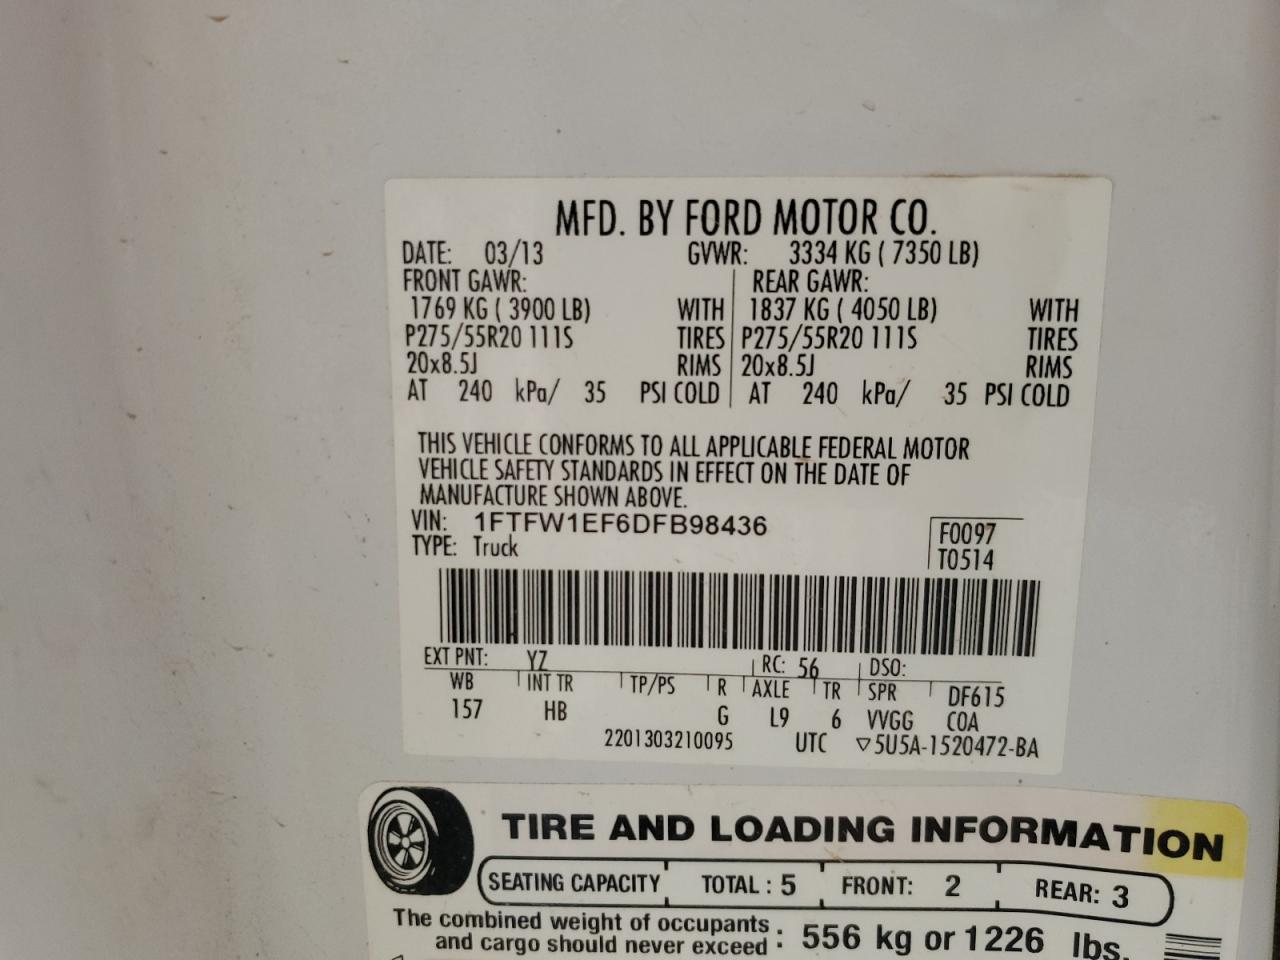 MFD. BY FORD MOTOR CO.
DATE: 03/13 GVWR: 3334 KG ( 7350 LB)
FRONT GAWR: REAR GAWR:
1769 KG ( 3900 LB) WITH 1837 KG ( 4050 LB) WITH
P275/55R20 111S TIRES P275/55R20 111S TIRES
20x8.5J RIMS 20x8.5J RIMS
AT 240 kPa/ 35 PSI COLD AT 240 kPa/ 35 PSI COLD
THIS VEHICLE CONFORMS TO ALL APPLICABLE FEDERAL MOTOR
VEHICLE SAFETY STANDARDS IN EFFECT ON THE DATE OF
MANUFACTURE SHOWN ABOVE.
VIN: 1FTFW1EF6DFB98436 F0097
TYPE: Truck T0514
EXT PNT: YZ RC: 56 DSO:
WB INT TR TP/PS R AXLE TR SPR DF615
157 HB G L9 6 VVGG COA
2201303210095 UTC ▽5U5A-1520472-BA
TIRE AND LOADING INFORMATION
SEATING CAPACITY TOTAL : 5 FRONT: 2 REAR: 3
The combined weight of occupants
and cargo should never exceed : 556 kg or 1226 lbs.